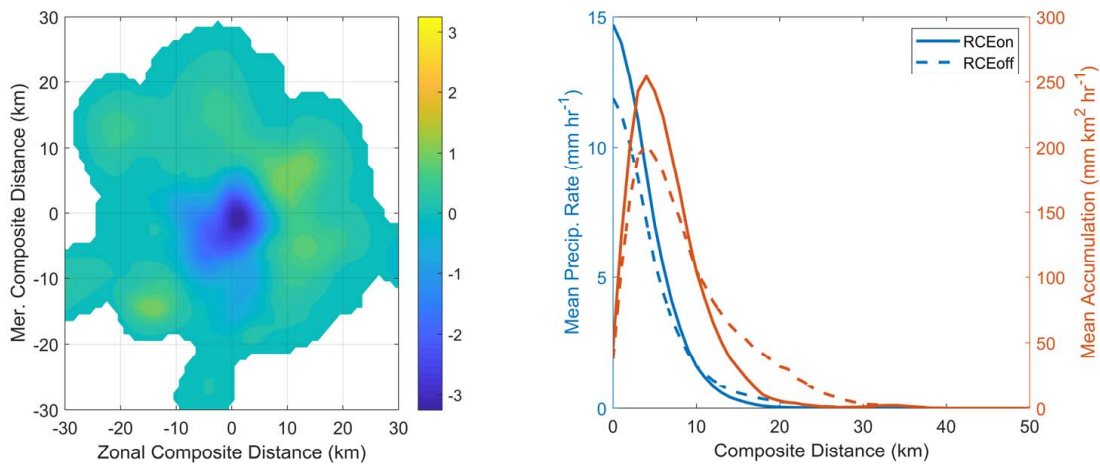 30
20
10
0
-10
-20
-30
-30 -20 -10 0 10 20 30
Mer. Composite Distance (km)
Zonal Composite Distance (km)
3
2
1
0
-1
-2
-3
15
10
5
0
Mean Precip. Rate (mm hr⁻¹)
RCEon
RCEoff
300
250
200
150
100
50
0
Mean Accumulation (mm km² hr⁻¹)
0 10 20 30 40 50
Composite Distance (km)